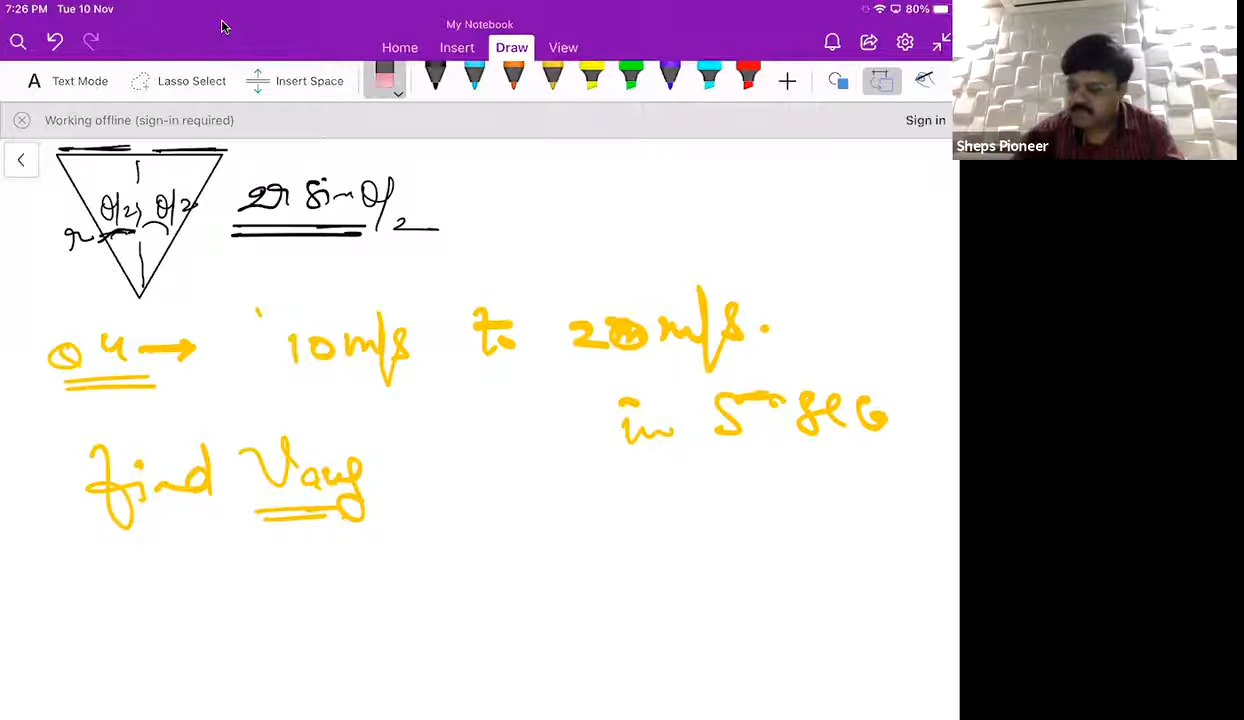 7:26 PM Tue 10 Nov 80%
My Notebook
Home Insert Draw View
A Text Mode Lasso Select Insert Space
Working offline (sign-in required) Sign in
Sheps Pioneer
θ/2 θ/2 2r Sin θ/2
r
Q4 → 10 m/s to 20 m/s.
in 5 sec
find Vavg